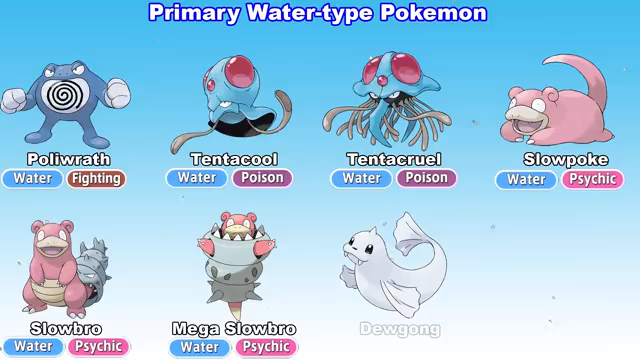 Primary Water-type Pokemon
Poliwrath
Water Fighting
Tentacool
Water Poison
Tentacruel
Water Poison
Slowpoke
Water Psychic
Slowbro
Water Psychic
Mega Slowbro
Water Psychic
Dewgong